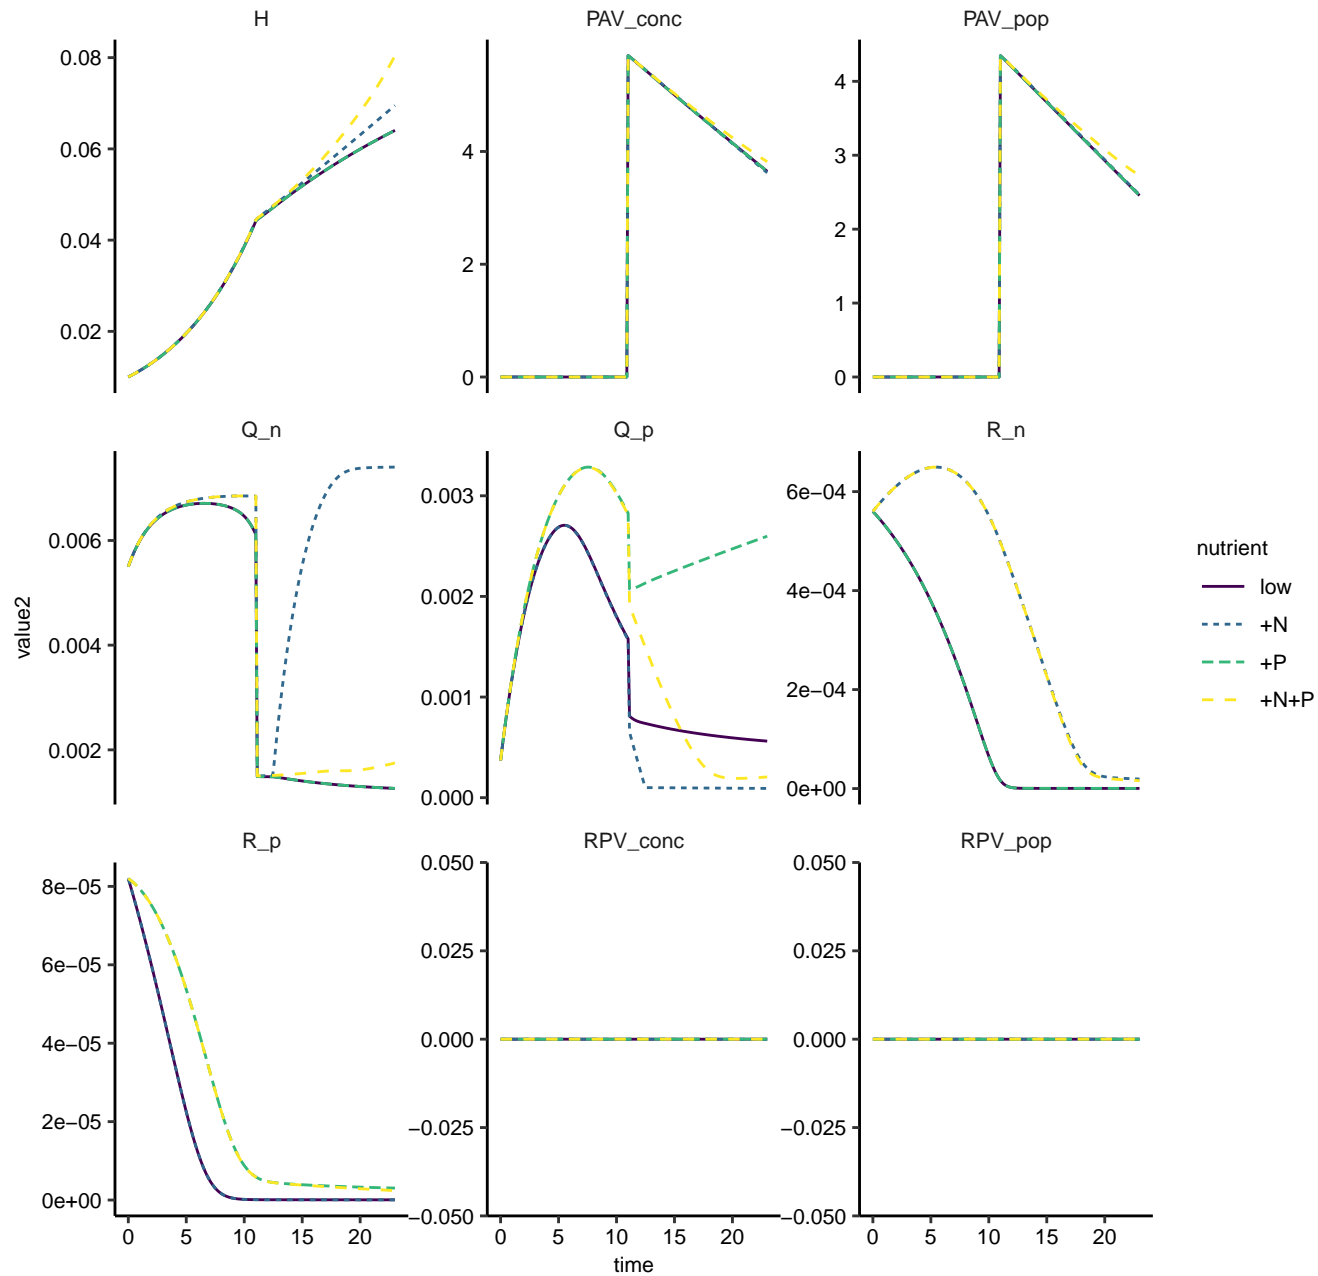 H PAV_conc PAV_pop
0.08
0.06
0.04
0.02
4
2
0
4
3
2
1
0
Q_n Q_p R_n
0.006
0.004
0.002
0.003
0.002
0.001
0.000
6e−04
4e−04
2e−04
0e+00
value2
nutrient
low
+N
+P
+N+P
R_p RPV_conc RPV_pop
8e−05
6e−05
4e−05
2e−05
0e+00
0.050
0.025
0.000
−0.025
−0.050
0.050
0.025
0.000
−0.025
−0.050
0 5 10 15 20
0 5 10 15 20
0 5 10 15 20
time